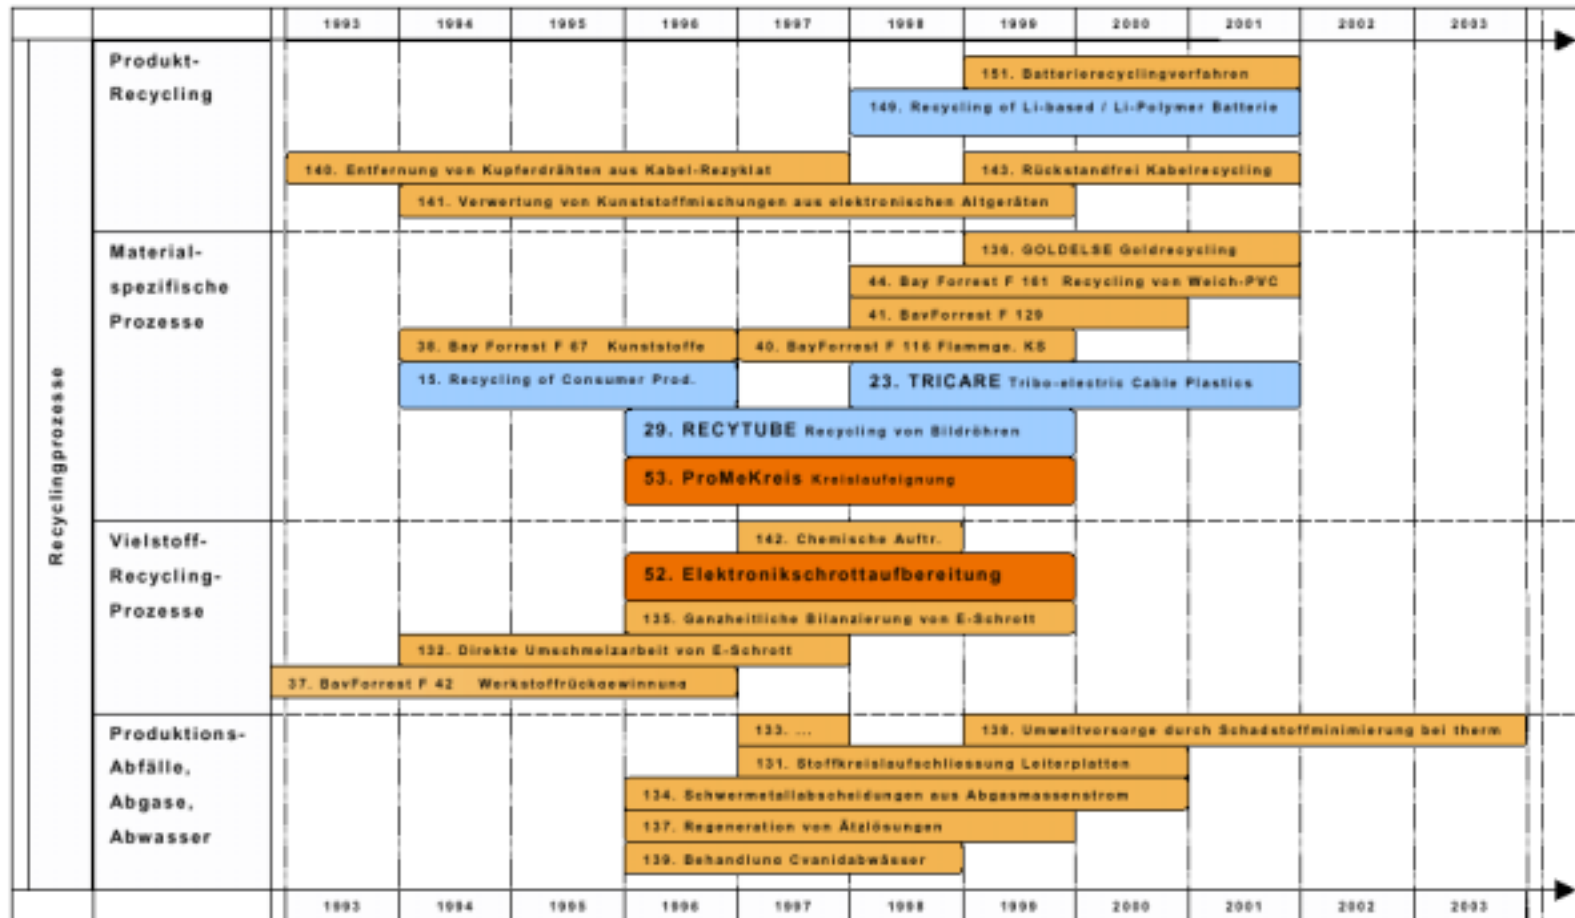 1993 1994 1995 1996 1997 1998 1999 2000 2001 2002 2003
Recyclingprozesse
Produkt-
Recycling
151. Batterierecyclingverfahren
149. Recycling of Li-based / Li-Polymer Batterie
140. Entfernung von Kupferdrähten aus Kabel-Rezyklat
143. Rückstandfrei Kabelrecycling
141. Verwertung von Kunststoffmischungen aus elektronischen Altgeräten
Material-
spezifische
Prozesse
136. GOLDELSE Goldrecycling
44. Bay Forrest F 161 Recycling von Weich-PVC
41. BayForrest F 129
38. Bay Forrest F 67 Kunststoffe
40. BayForrest F 116 Flammge. KS
15. Recycling of Consumer Prod.
23. TRICARE Tribo-electric Cable Plastics
29. RECYTUBE Recycling von Bildröhren
53. ProMeKreis Kreislaufeignung
Vielstoff-
Recycling-
Prozesse
142. Chemische Auftr.
52. Elektronikschrottaufbereitung
135. Ganzheitliche Bilanzierung von E-Schrott
132. Direkte Umschmelzarbeit von E-Schrott
37. BayForrest F 42 Werkstoffrückgewinnung
Produktions-
Abfälle,
Abgase,
Abwasser
133. ...
Umweltvorsorge durch Schadstoffminimierung bei therm
131. Stoffkreislaufschliessung Leiterplatten
134. Schwermetallabscheidungen aus Abgasmassenstrom
137. Regeneration von Ätzlösungen
139. Behandlung Cyanidabwässer
1993 1994 1995 1996 1997 1998 1999 2000 2001 2002 2003